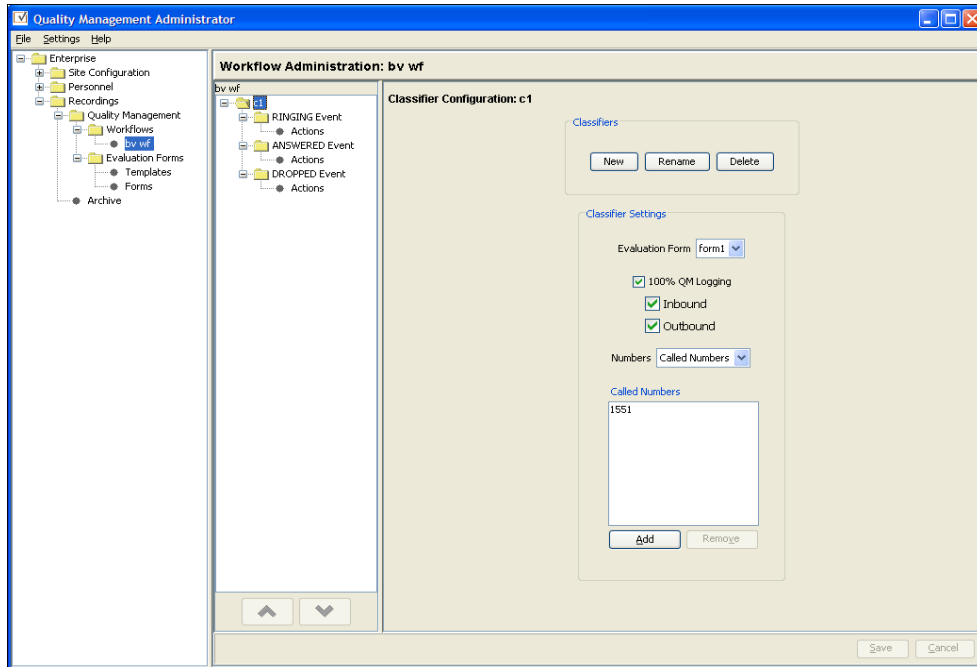 Quality Management Administrator
File Settings Help
Enterprise
Site Configuration
Personnel
Recordings
Quality Management
Workflows
bv wf
Evaluation Forms
Templates
Forms
Archive
Workflow Administration: bv wf
bv wf
c1
RINGING Event
Actions
ANSWERED Event
Actions
DROPPED Event
Actions
Classifier Configuration: c1
Classifiers
New Rename Delete
Classifier Settings
Evaluation Form form1
100% QM Logging
Inbound
Outbound
Numbers Called Numbers
Called Numbers
1551
Add Remove
Save Cancel